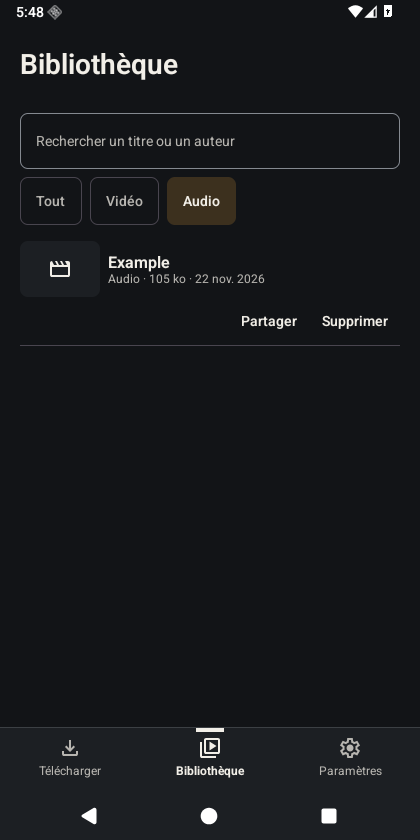 5:48
Bibliothèque
Rechercher un titre ou un auteur
Tout
Vidéo
Audio
Example
Audio · 105 ko · 22 nov. 2026
Partager
Supprimer
Télécharger
Bibliothèque
Paramètres